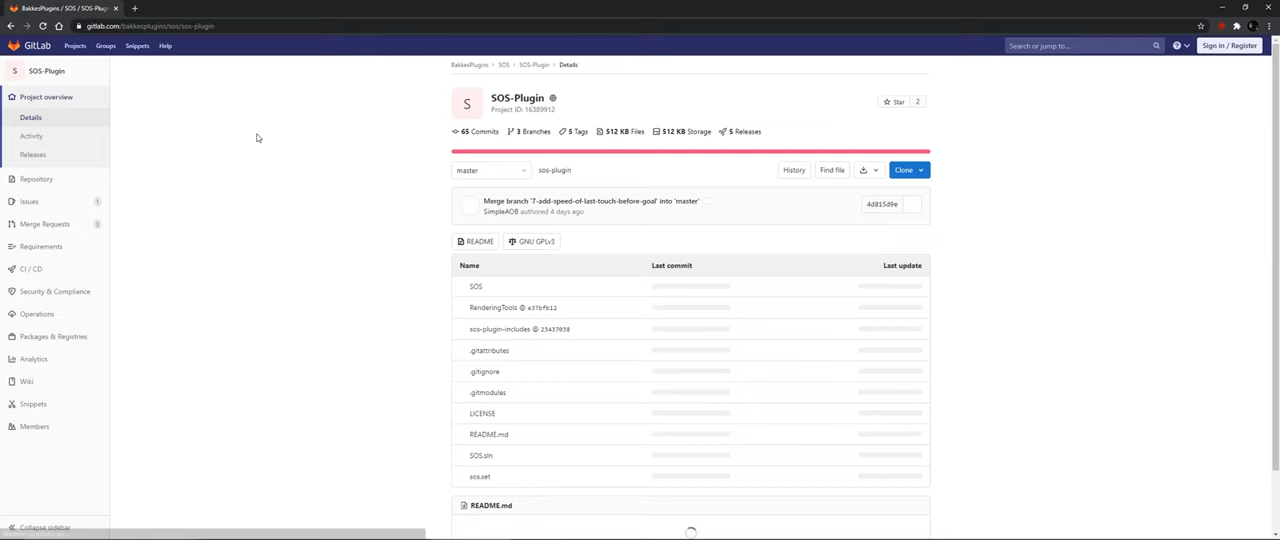 BakkesPlugins / SOS / SOS-Plug
gitlab.com/bakkesplugins/sos/sos-plugin
GitLab Projects Groups Snippets Help Search or jump to... Sign in / Register
S SOS-Plugin
Project overview
Details
Activity
Releases
Repository
Issues 1
Merge Requests
Requirements
CI / CD
Security & Compliance
Operations
Packages & Registries
Analytics
Wiki
Snippets
Members
Collapse sidebar
BakkesPlugins > SOS > SOS-Plugin > Details
S
SOS-Plugin
Project ID: 16389912
Star 2
65 Commits 3 Branches 5 Tags 512 KB Files 512 KB Storage 5 Releases
master sos-plugin History Find file Clone
Merge branch '7-add-speed-of-last-touch-before-goal' into 'master'
SimpleAOB authored 4 days ago
4d815d9e
README GNU GPLv3
Name Last commit Last update
SOS
RenderingTools @ e37bfb12
sos-plugin-includes @ 23437038
.gitattributes
.gitignore
.gitmodules
LICENSE
README.md
SOS.sln
sos.set
README.md